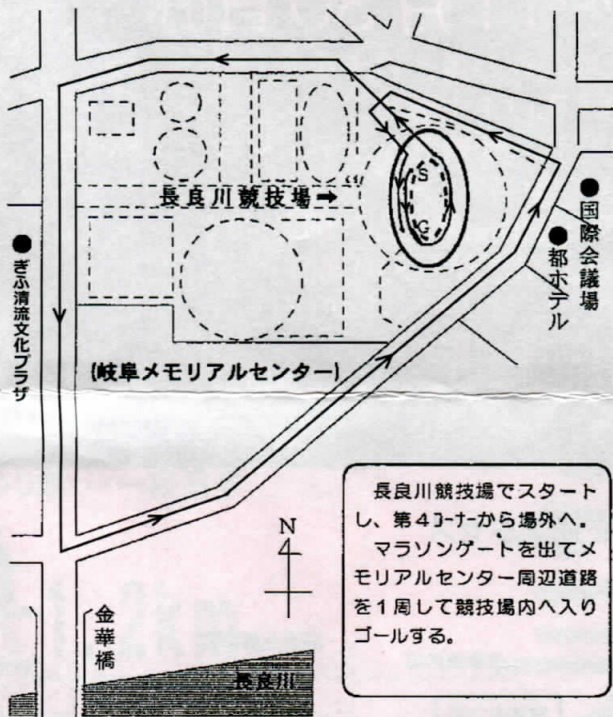 S
長良川競技場→
G
●国際会議場
●都ホテル
●ぎふ清流文化プラザ
(岐阜メモリアルセンター)
N
金華橋
長良川
長良川競技場でスタート
し、第4コーナーから場外へ。
マラソンゲートを出てメ
モリアルセンター周辺道路
を1周して競技場内へ入り
ゴールする。